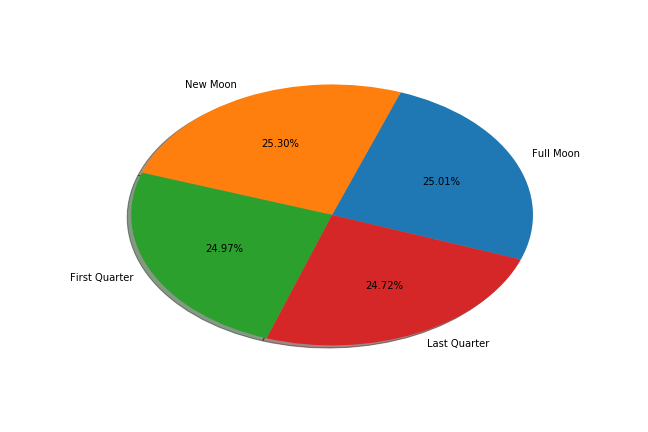 New Moon
25.30%
Full Moon
25.01%
24.97%
First Quarter
24.72%
Last Quarter